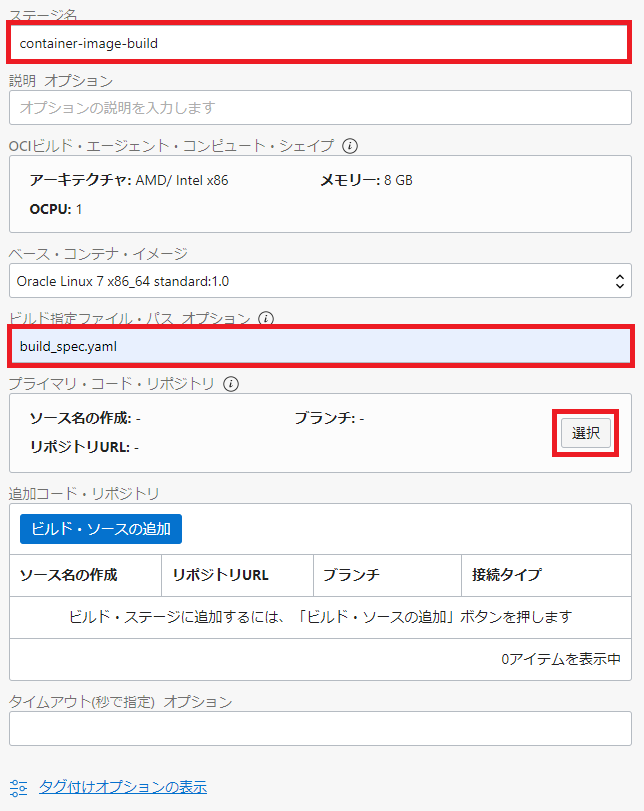 ステージ名
container-image-build
説明 オプション
オプションの説明を入力します
OCIビルド・エージェント・コンピュート・シェイプ
アーキテクチャ: AMD/ Intel x86 メモリー: 8 GB
OCPU: 1
ベース・コンテナ・イメージ
Oracle Linux 7 x86_64 standard:1.0
ビルド指定ファイル・パス オプション
build_spec.yaml
プライマリ・コード・リポジトリ
ソース名の作成: - ブランチ: -
リポジトリURL: -
選択
追加コード・リポジトリ
ビルド・ソースの追加
ソース名の作成 リポジトリURL ブランチ 接続タイプ
ビルド・ステージに追加するには、「ビルド・ソースの追加」ボタンを押します
0アイテムを表示中
タイムアウト(秒で指定) オプション
タグ付けオプションの表示